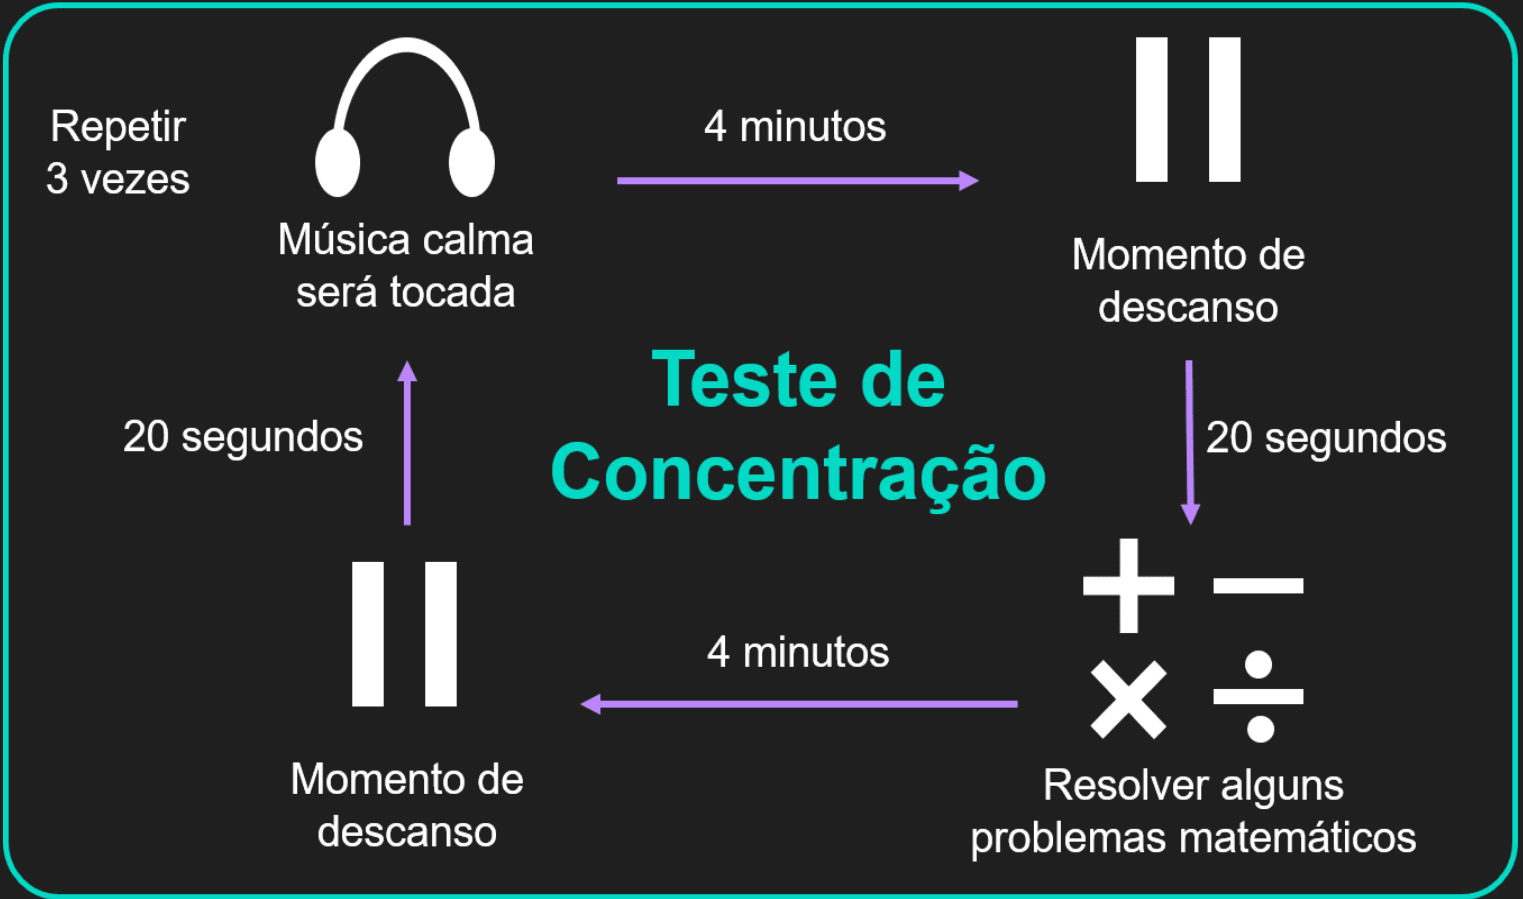 Repetir
3 vezes
Música calma
será tocada
4 minutos
Momento de
descanso
20 segundos
Teste de
Concentração
20 segundos
Resolver alguns
problemas matemáticos
4 minutos
Momento de
descanso